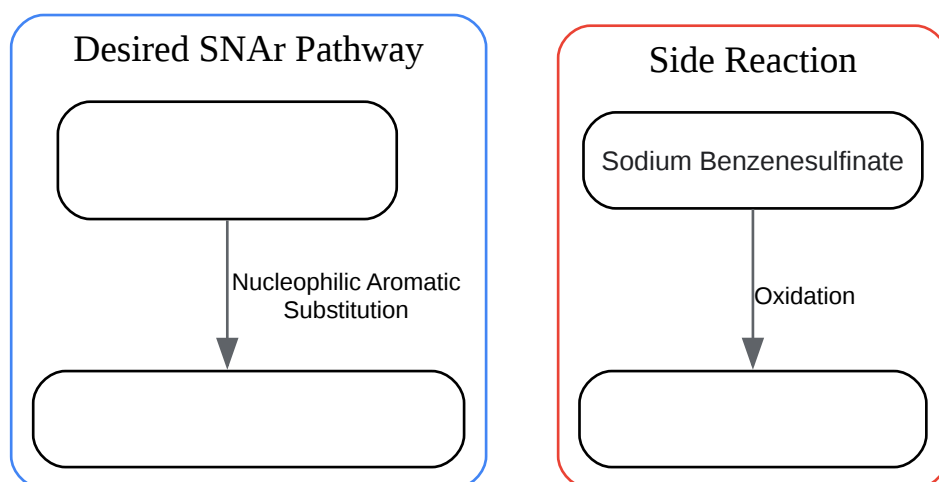 Desired SNAr Pathway
Nucleophilic Aromatic
Substitution
Side Reaction
Sodium Benzenesulfinate
Oxidation